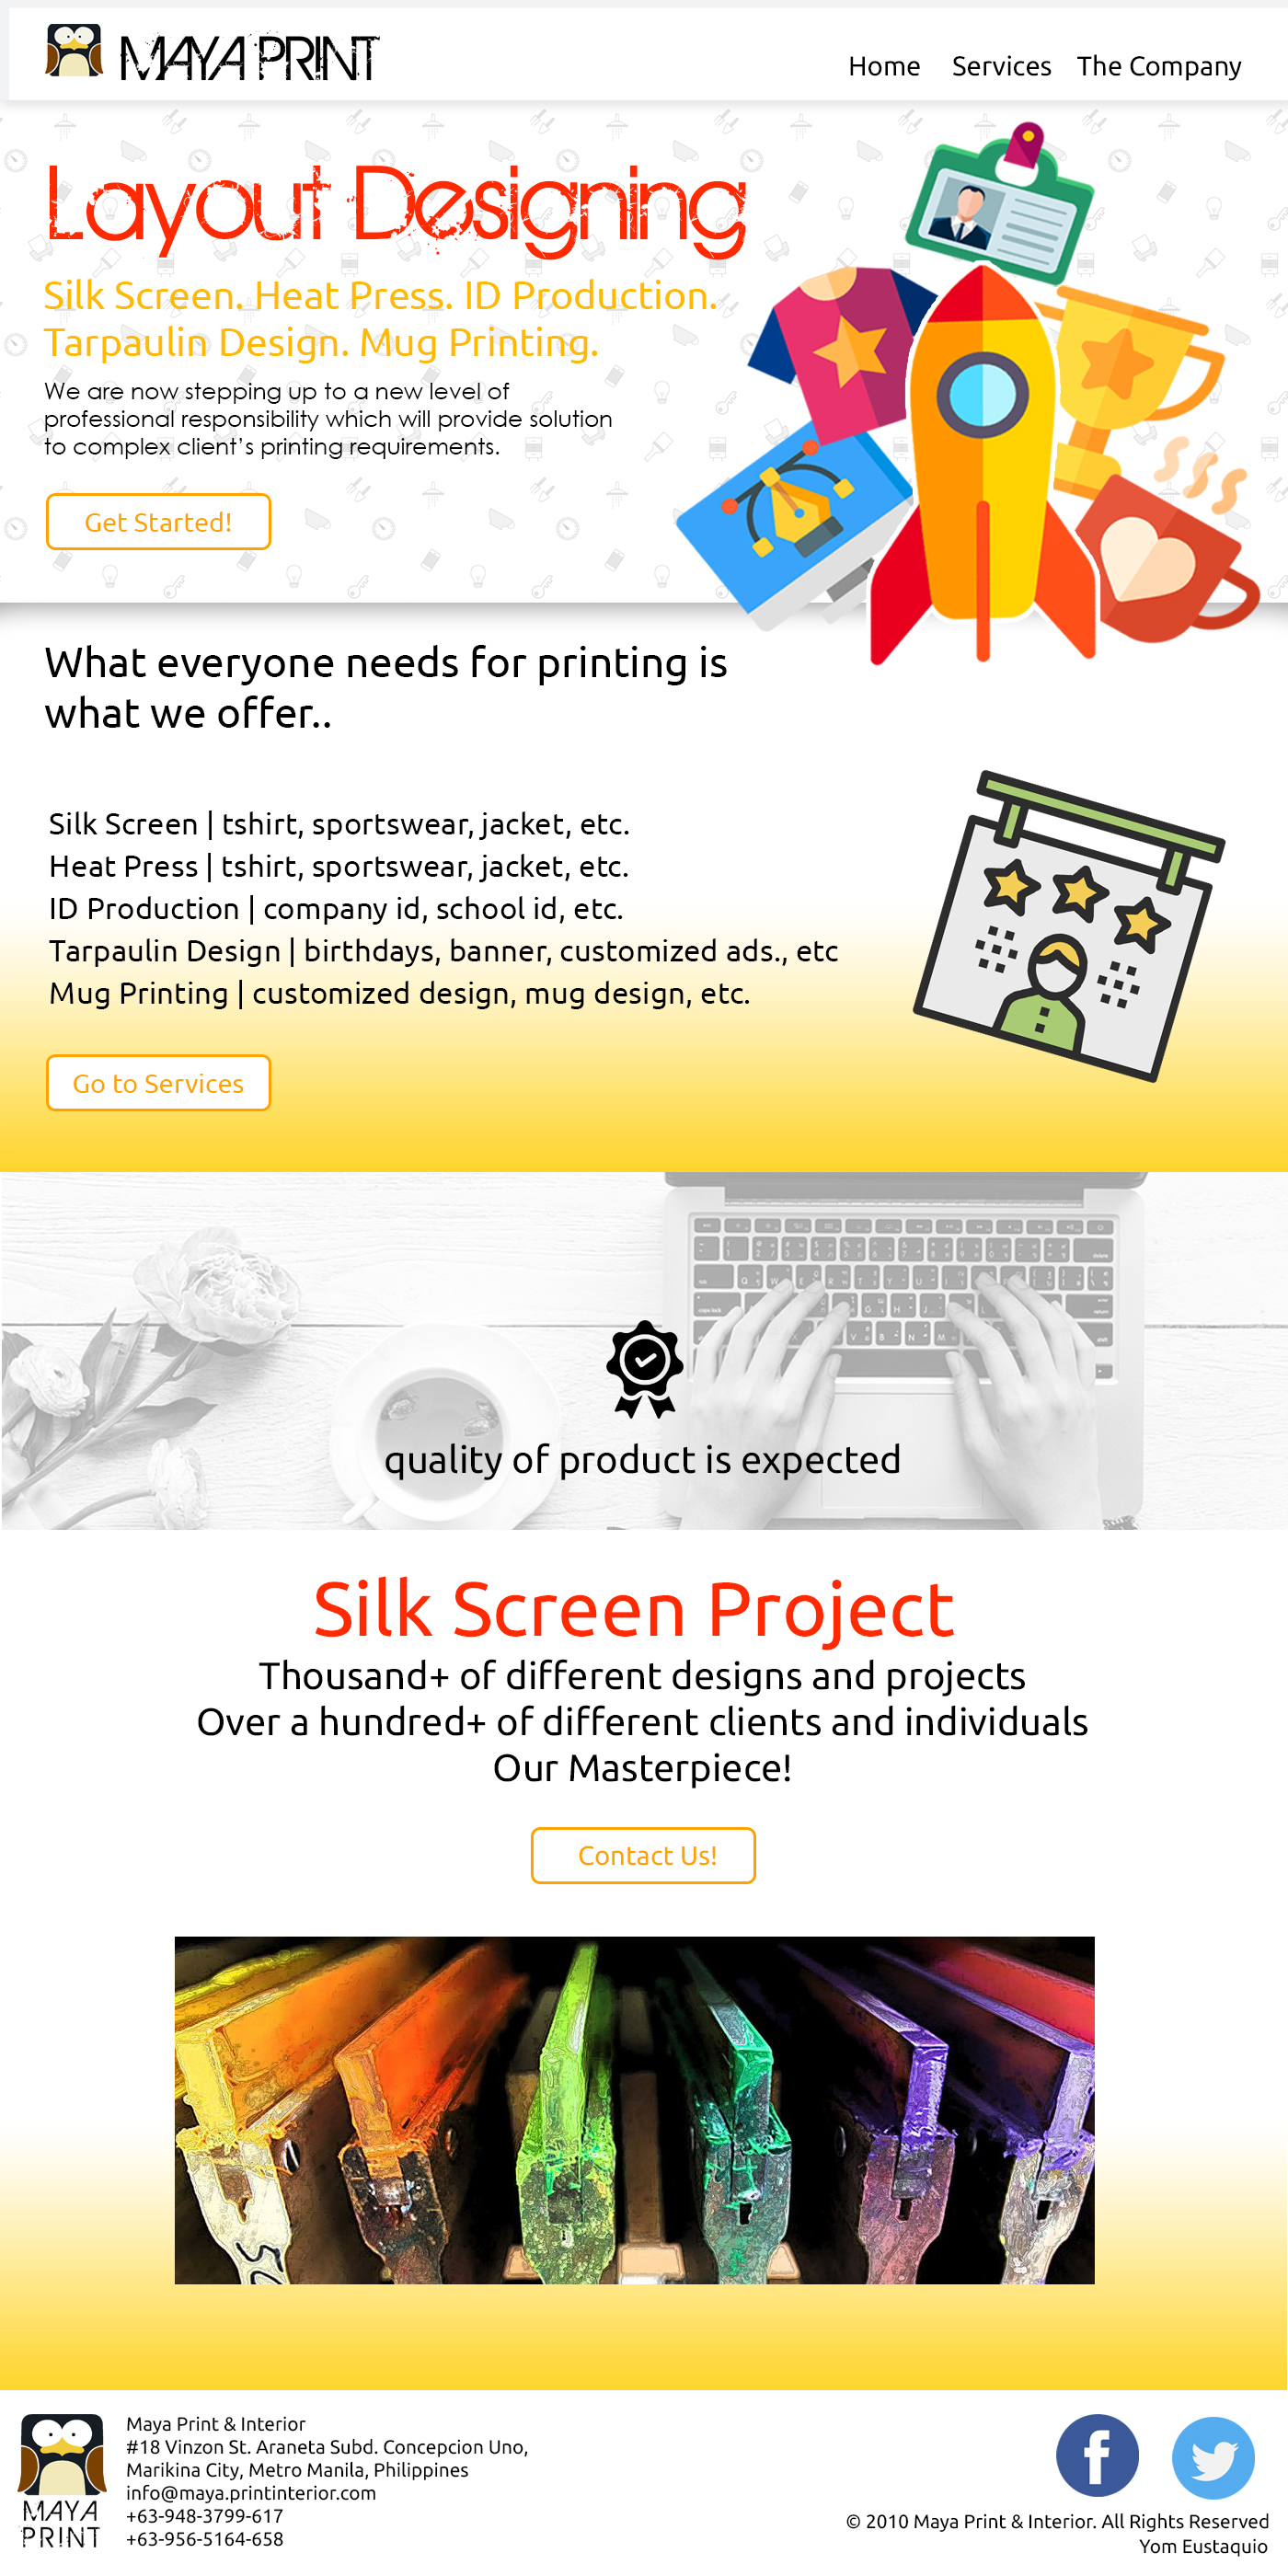 MAYA PRINT
Home Services The Company
Layout Designing
Silk Screen. Heat Press. ID Production.
Tarpaulin Design. Mug Printing.
We are now stepping up to a new level of
professional responsibility which will provide solution
to complex client’s printing requirements.
Get Started!
What everyone needs for printing is
what we offer..
Silk Screen | tshirt, sportswear, jacket, etc.
Heat Press | tshirt, sportswear, jacket, etc.
ID Production | company id, school id, etc.
Tarpaulin Design | birthdays, banner, customized ads., etc
Mug Printing | customized design, mug design, etc.
Go to Services
quality of product is expected
Silk Screen Project
Thousand+ of different designs and projects
Over a hundred+ of different clients and individuals
Our Masterpiece!
Contact Us!
MAYA
PRINT
Maya Print & Interior
#18 Vinzon St. Araneta Subd. Concepcion Uno,
Marikina City, Metro Manila, Philippines
info@maya.printinterior.com
+63-948-3799-617
+63-956-5164-658
© 2010 Maya Print & Interior. All Rights Reserved
Yom Eustaquio